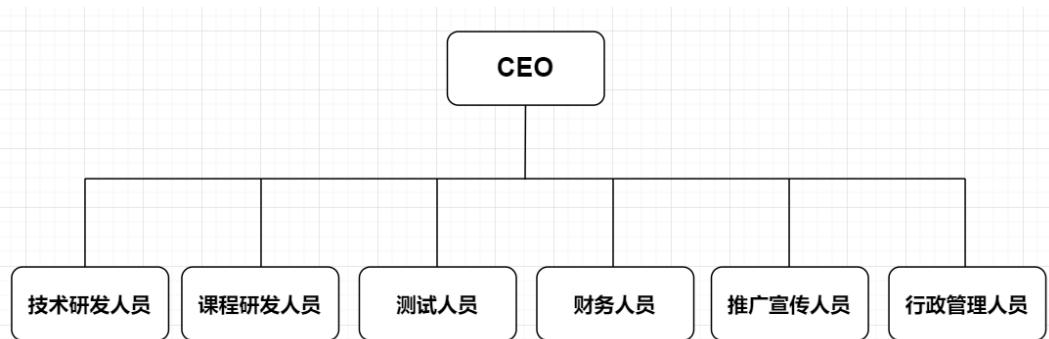 CEO
技术研发人员
课程研发人员
测试人员
财务人员
推广宣传人员
行政管理人员